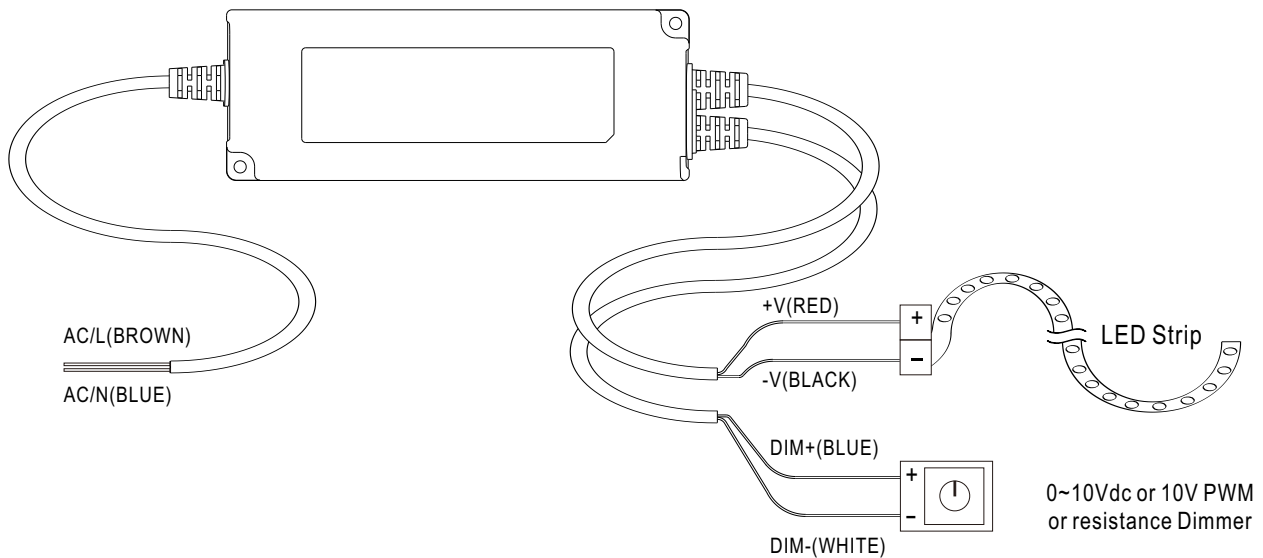 AC/L(BROWN)
AC/N(BLUE)
+V(RED)
-V(BLACK)
+
−
LED Strip
DIM+(BLUE)
DIM-(WHITE)
+
−
0~10Vdc or 10V PWM
or resistance Dimmer